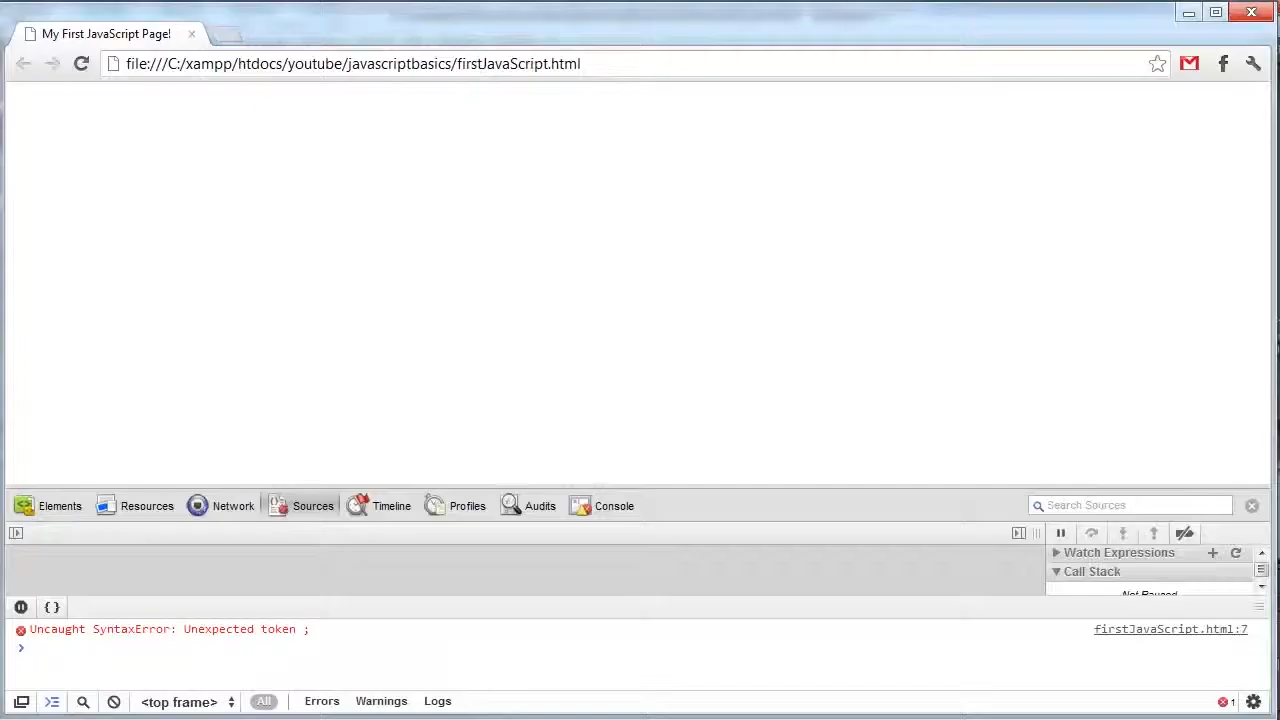 My First JavaScript Page!
file:///C:/xampp/htdocs/youtube/javascriptbasics/firstJavaScript.html
Elements Resources Network Sources Timeline Profiles Audits Console Search Sources
Watch Expressions
Call Stack
Not Paused
{ }
Uncaught SyntaxError: Unexpected token ; firstJavaScript.html:7
>
<top frame> All Errors Warnings Logs 1